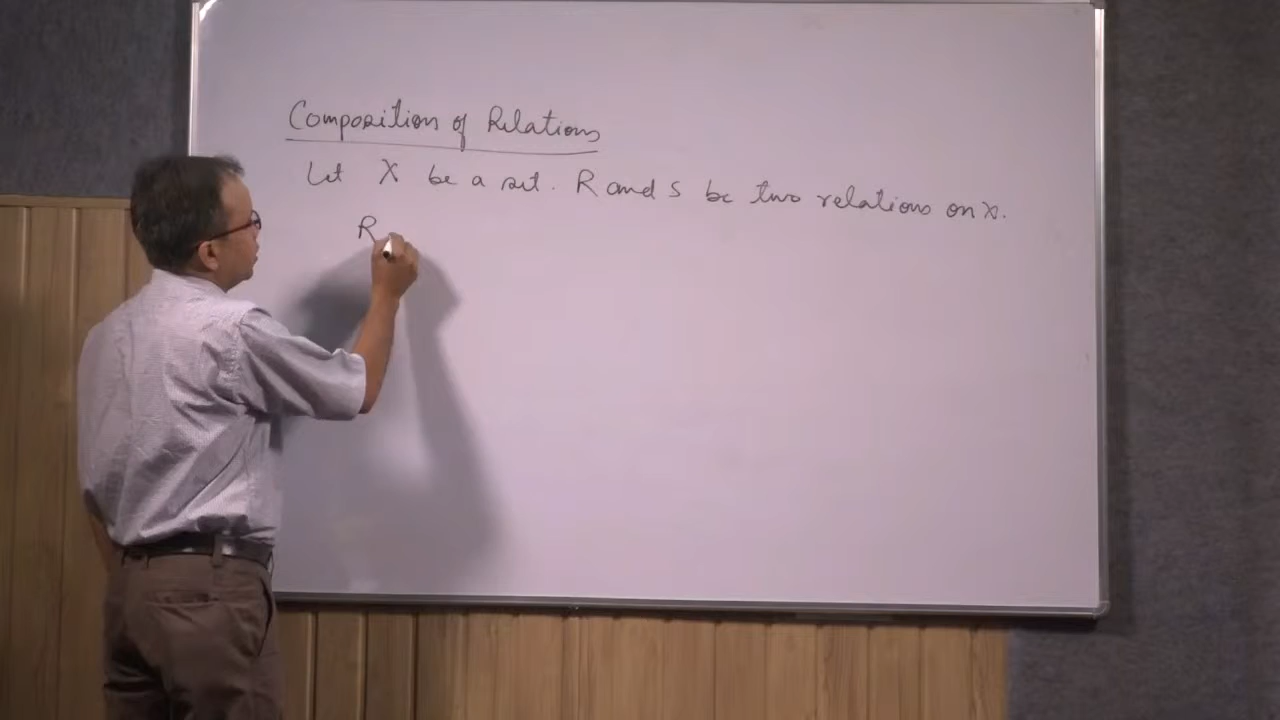 Composition of Relations
Let X be a set. R and S be two relations on X.
R